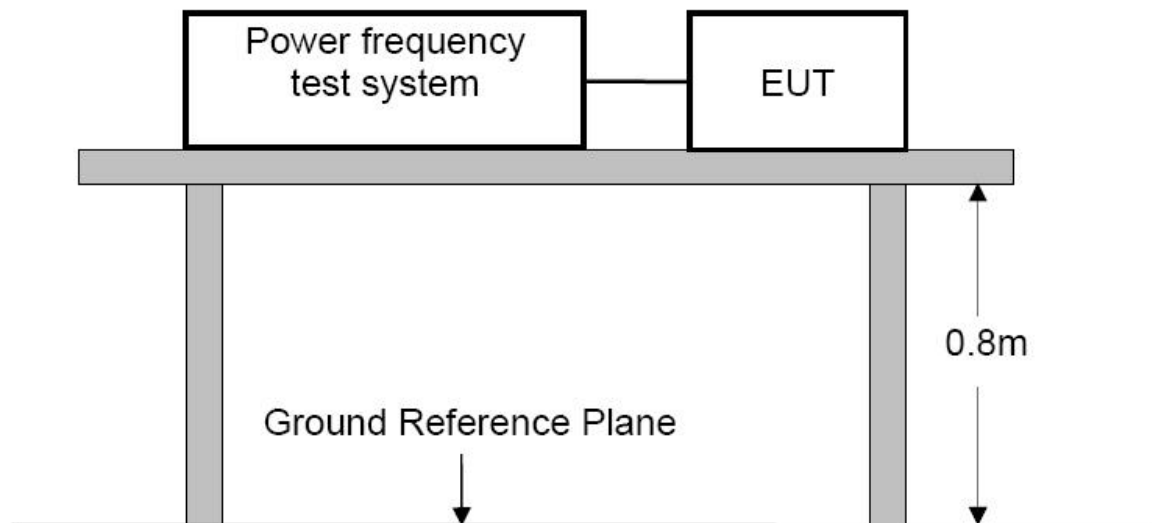 Power frequency
test system
EUT
0.8m
Ground Reference Plane